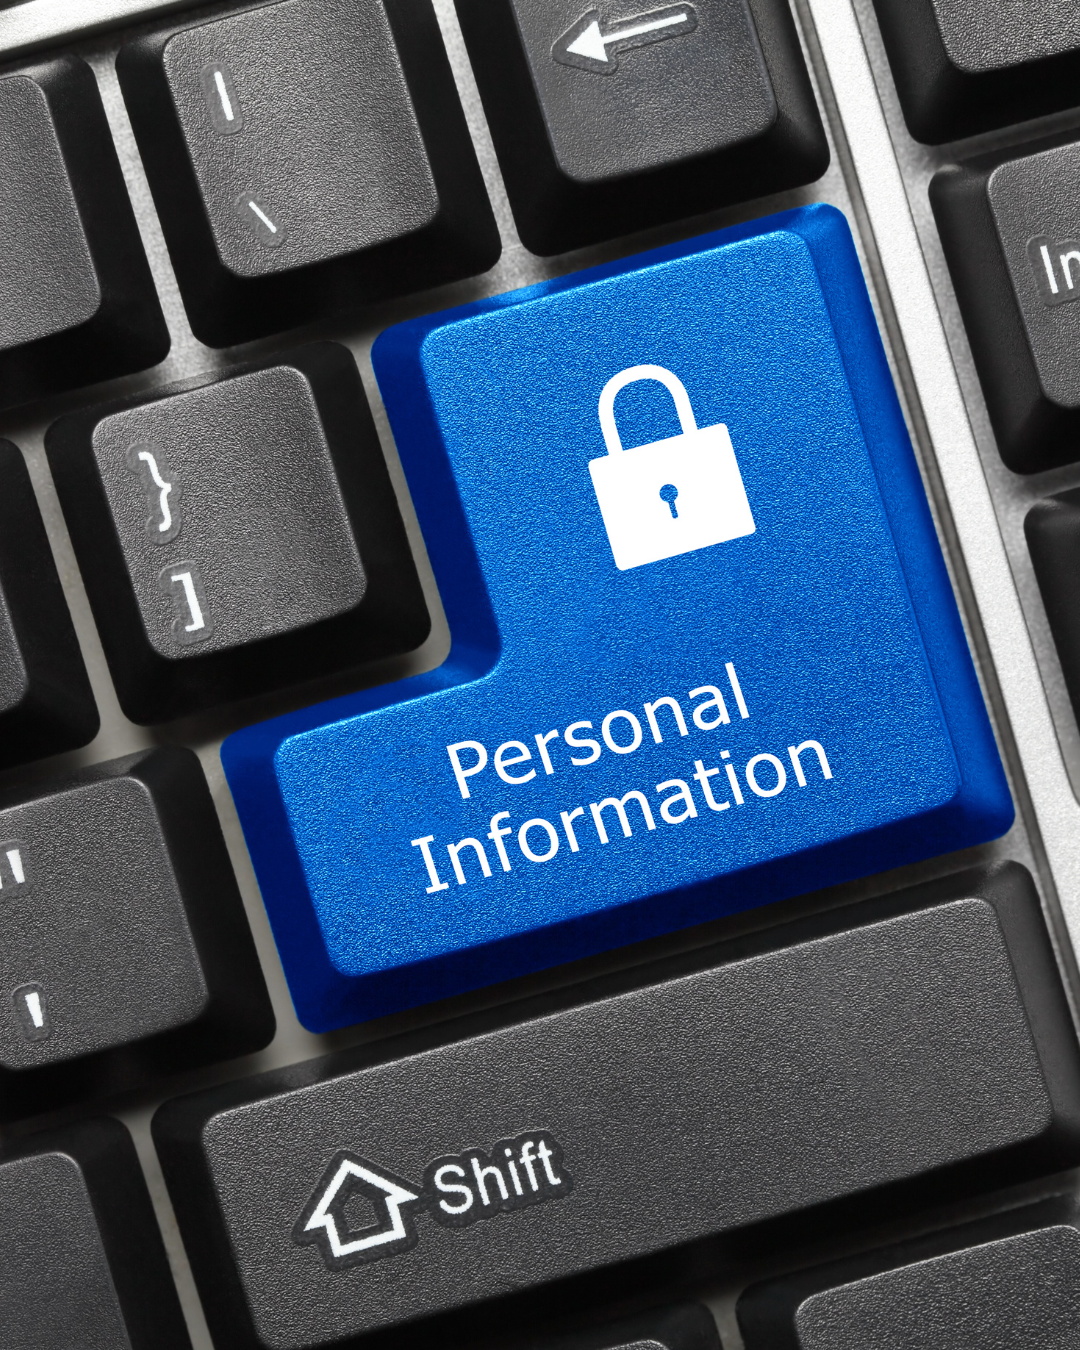 |
\
}
]
Personal
Information
"
'
Shift